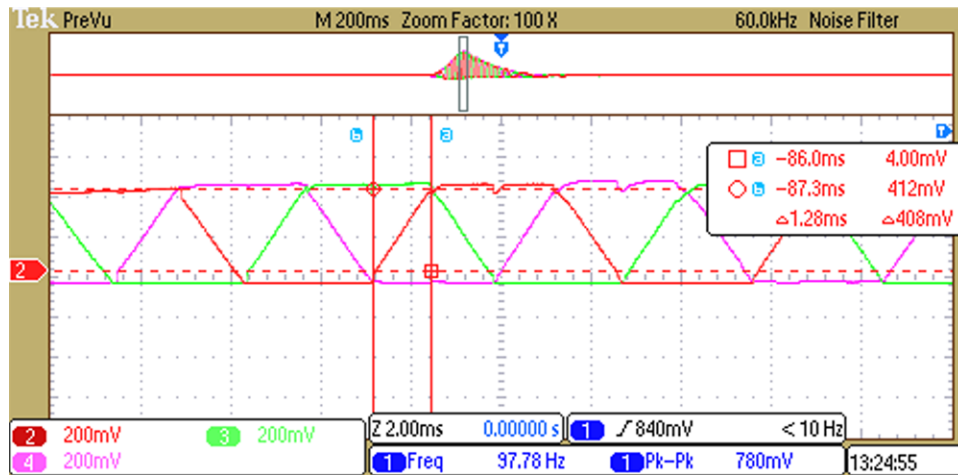 Tek PreVu M 200ms Zoom Factor: 100 X 60.0kHz Noise Filter
T
T
b a
a -86.0ms 4.00mV
b -87.3ms 412mV
△1.28ms △408mV
2
2 200mV 3 200mV
4 200mV
Z 2.00ms 0.00000 s
1 840mV < 10 Hz
1 Freq 97.78 Hz 1 Pk-Pk 780mV
13:24:55